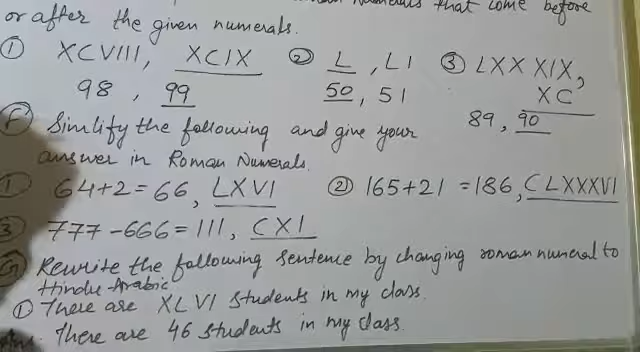 Numerals that come before
or after the given numerals.
① XCVIII, XCIX ② L, LI ③ LXXXIX, XC
98, 99 50, 51 89, 90
Ⓕ Simlify the following and give your
answer in Roman Numerals.
① 64+2=66, LXVI ② 165+21=186, CLXXXVI
③ 777-666=111, CXI
Ⓖ Rewrite the following sentence by changing roman numeral to
Hindu-Arabic
① There are XLVI students in my class.
Ans. There are 46 students in my class.